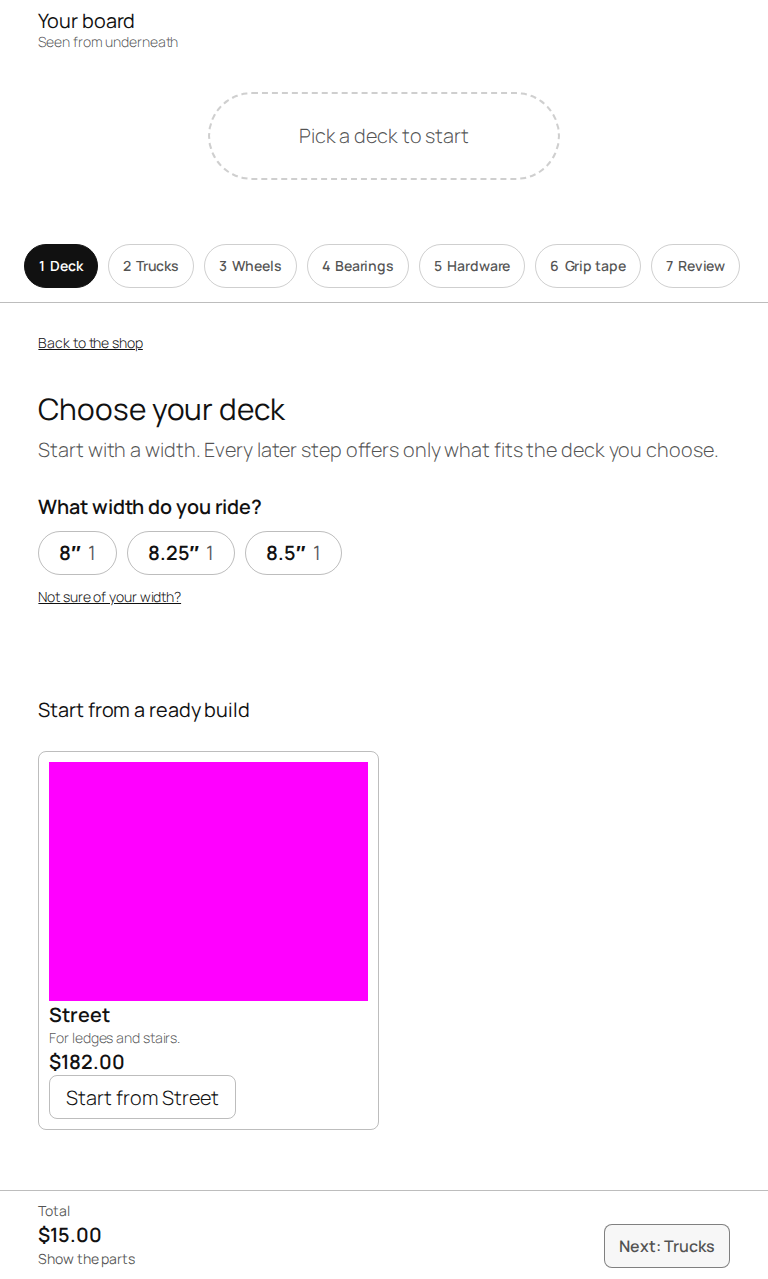 Your board
Seen from underneath
Pick a deck to start
1 Deck
2 Trucks
3 Wheels
4 Bearings
5 Hardware
6 Grip tape
7 Review
Back to the shop
Choose your deck
Start with a width. Every later step offers only what fits the deck you choose.
What width do you ride?
8″ 1
8.25″ 1
8.5″ 1
Not sure of your width?
Start from a ready build
Street
For ledges and stairs.
$182.00
Start from Street
Total
$15.00
Show the parts
Next: Trucks